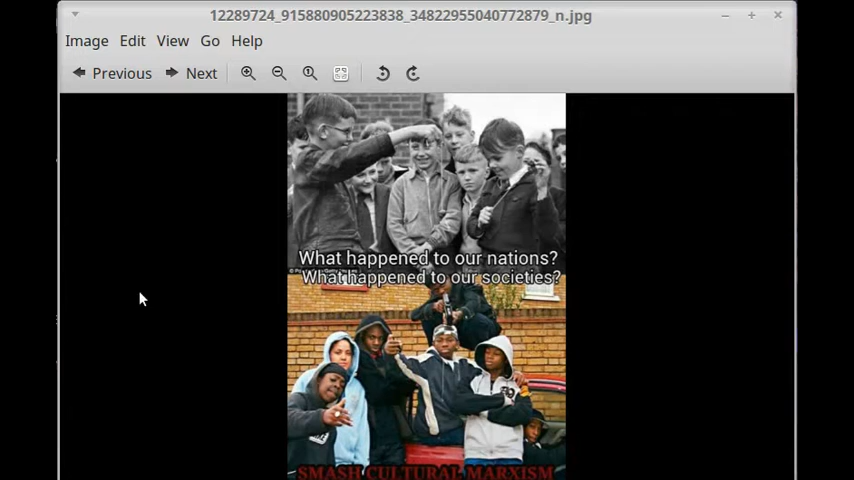 12289724_915880905223838_34822955040772879_n.jpg
Image Edit View Go Help
Previous Next
What happened to our nations?
What happened to our societies?
SMASH CULTURAL MARXISM